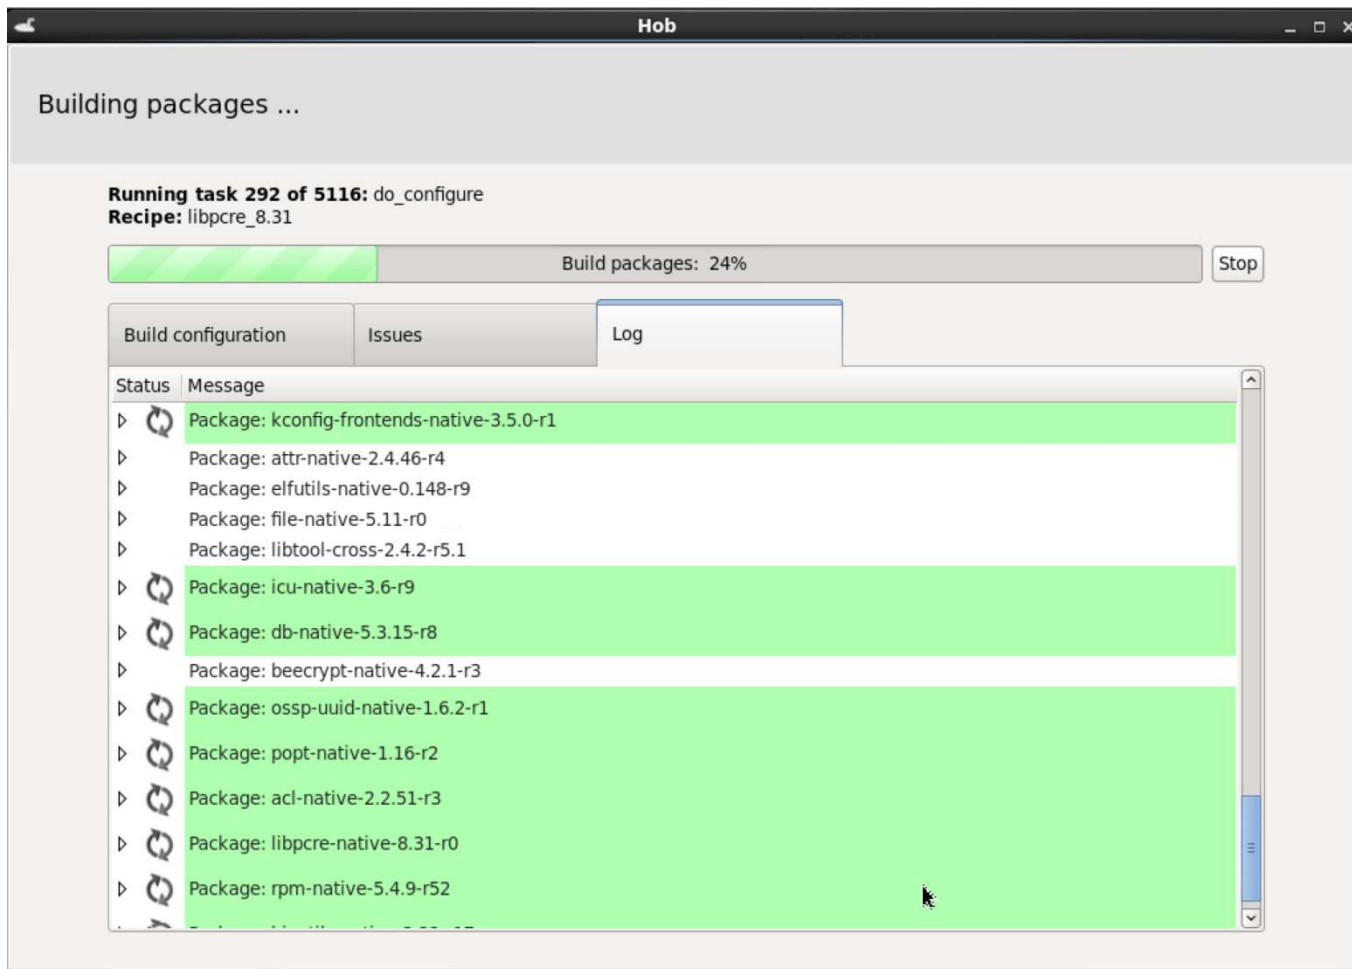 Hob
Building packages ...
Running task 292 of 5116: do_configure
Recipe: libpcre_8.31
Build packages: 24%
Stop
Build configuration
Issues
Log
Status Message
Package: kconfig-frontends-native-3.5.0-r1
Package: attr-native-2.4.46-r4
Package: elfutils-native-0.148-r9
Package: file-native-5.11-r0
Package: libtool-cross-2.4.2-r5.1
Package: icu-native-3.6-r9
Package: db-native-5.3.15-r8
Package: beecrypt-native-4.2.1-r3
Package: ossp-uuid-native-1.6.2-r1
Package: popt-native-1.16-r2
Package: acl-native-2.2.51-r3
Package: libpcre-native-8.31-r0
Package: rpm-native-5.4.9-r52